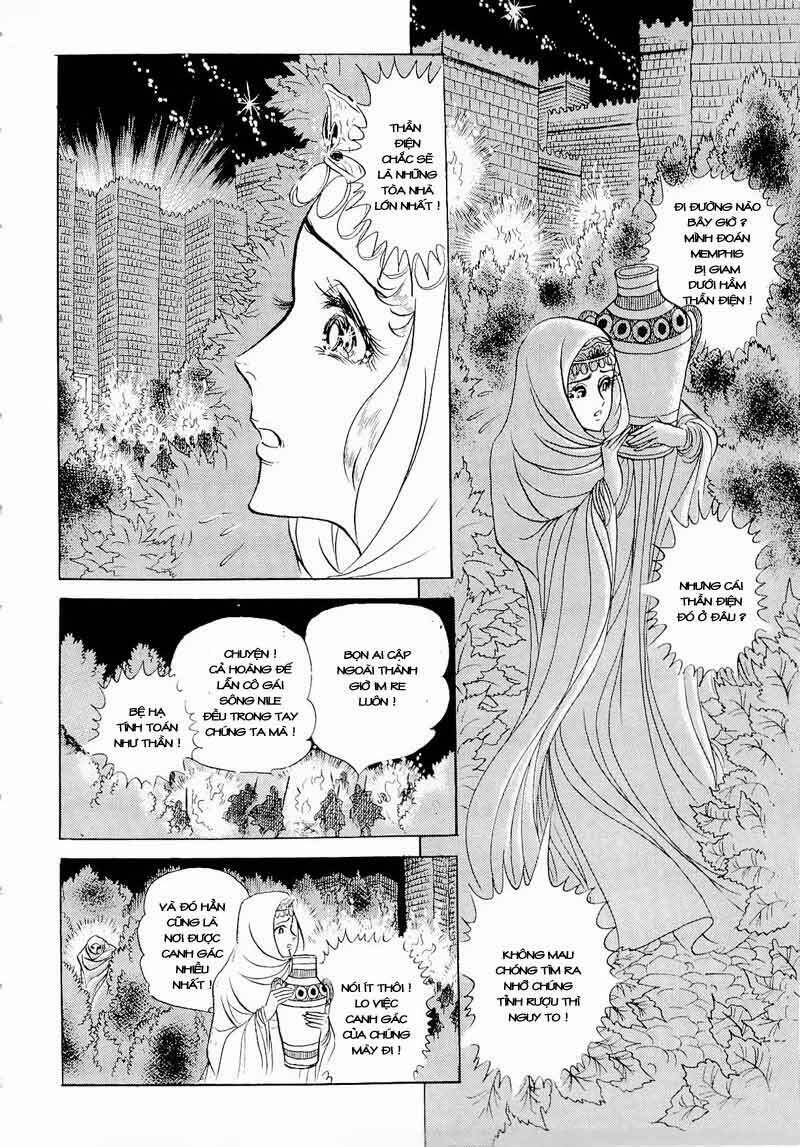 ĐI ĐƯỜNG NÀO
BÂY GIỜ ?
MÌNH ĐOÁN
MEMPHIS
BỊ GIAM
DƯỚI HẦM
THẦN ĐIỆN !
NHƯNG CÁI
THẦN ĐIỆN
ĐÓ Ở ĐÂU ?
KHÔNG MAU
CHÓNG TÌM RA
NHỠ CHÚNG
TỈNH RƯỢU THÌ
NGUY TO !
THẦN
ĐIỆN
CHẮC SẼ
LÀ NHỮNG
TÒA NHÀ
LỚN NHẤT !
BỌN AI CẬP
NGOÀI THÀNH
GIỜ IM RE
LUÔN !
CHUYỆN !
CẢ HOÀNG ĐẾ
LẪN CÔ GÁI
SÔNG NILE
ĐỀU TRONG TAY
CHÚNG TA MÀ !
BỆ HẠ
TÍNH TOÁN
NHƯ THẦN !
VÀ ĐÓ HẲN
CŨNG LÀ
NƠI ĐƯỢC
CANH GÁC
NHIỀU
NHẤT !
NÓI ÍT THÔI !
LO VIỆC
CANH GÁC
CỦA CHÚNG
MÀY ĐI !